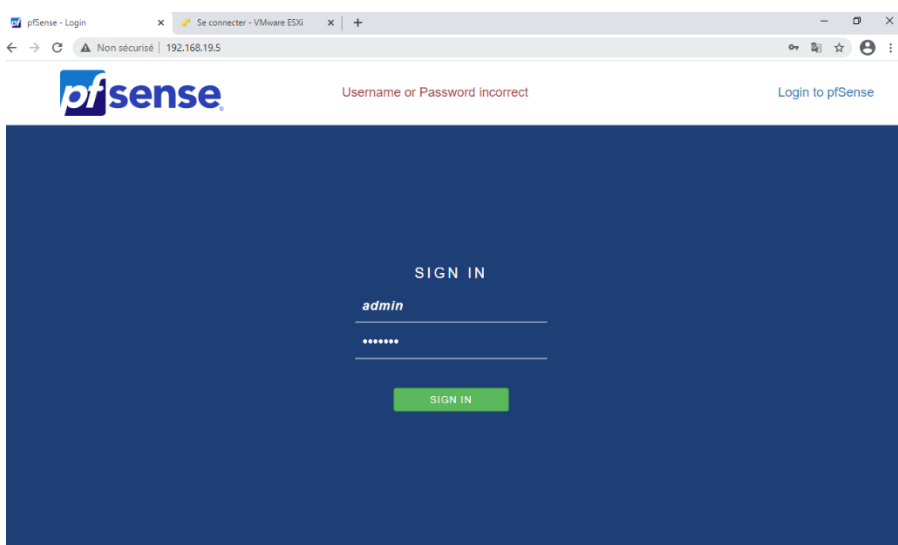 pfSense - Login
Se connecter - VMware ESXi
Non sécurisé | 192.168.19.5
pfsense
Username or Password incorrect
Login to pfSense
SIGN IN
admin
•••••••
SIGN IN